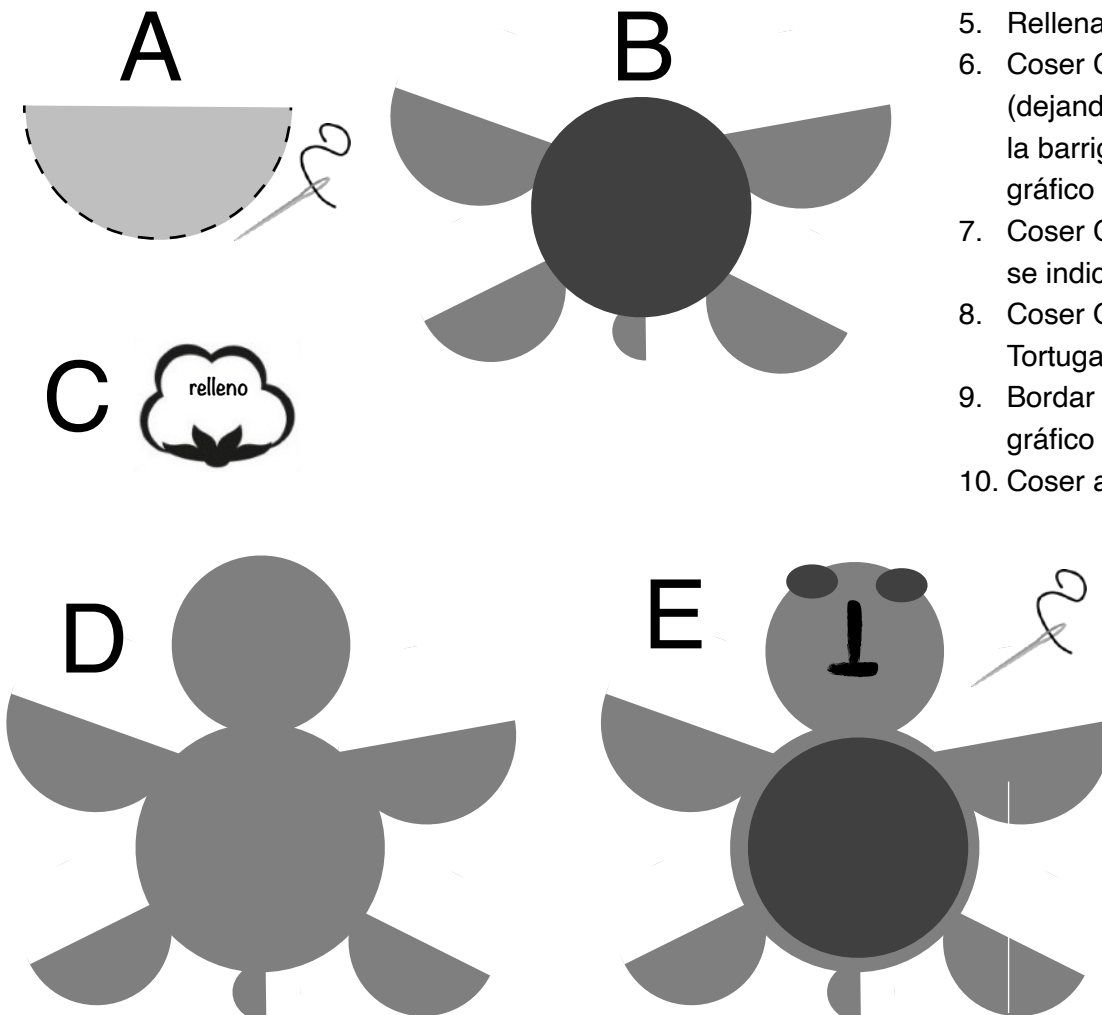 A
B
C
relleno
D
E
5. Rellena
6. Coser
(dejand
la barrig
gráfico
7. Coser
se indic
8. Coser
Tortuga
9. Bordar
gráfico
10. Coser a